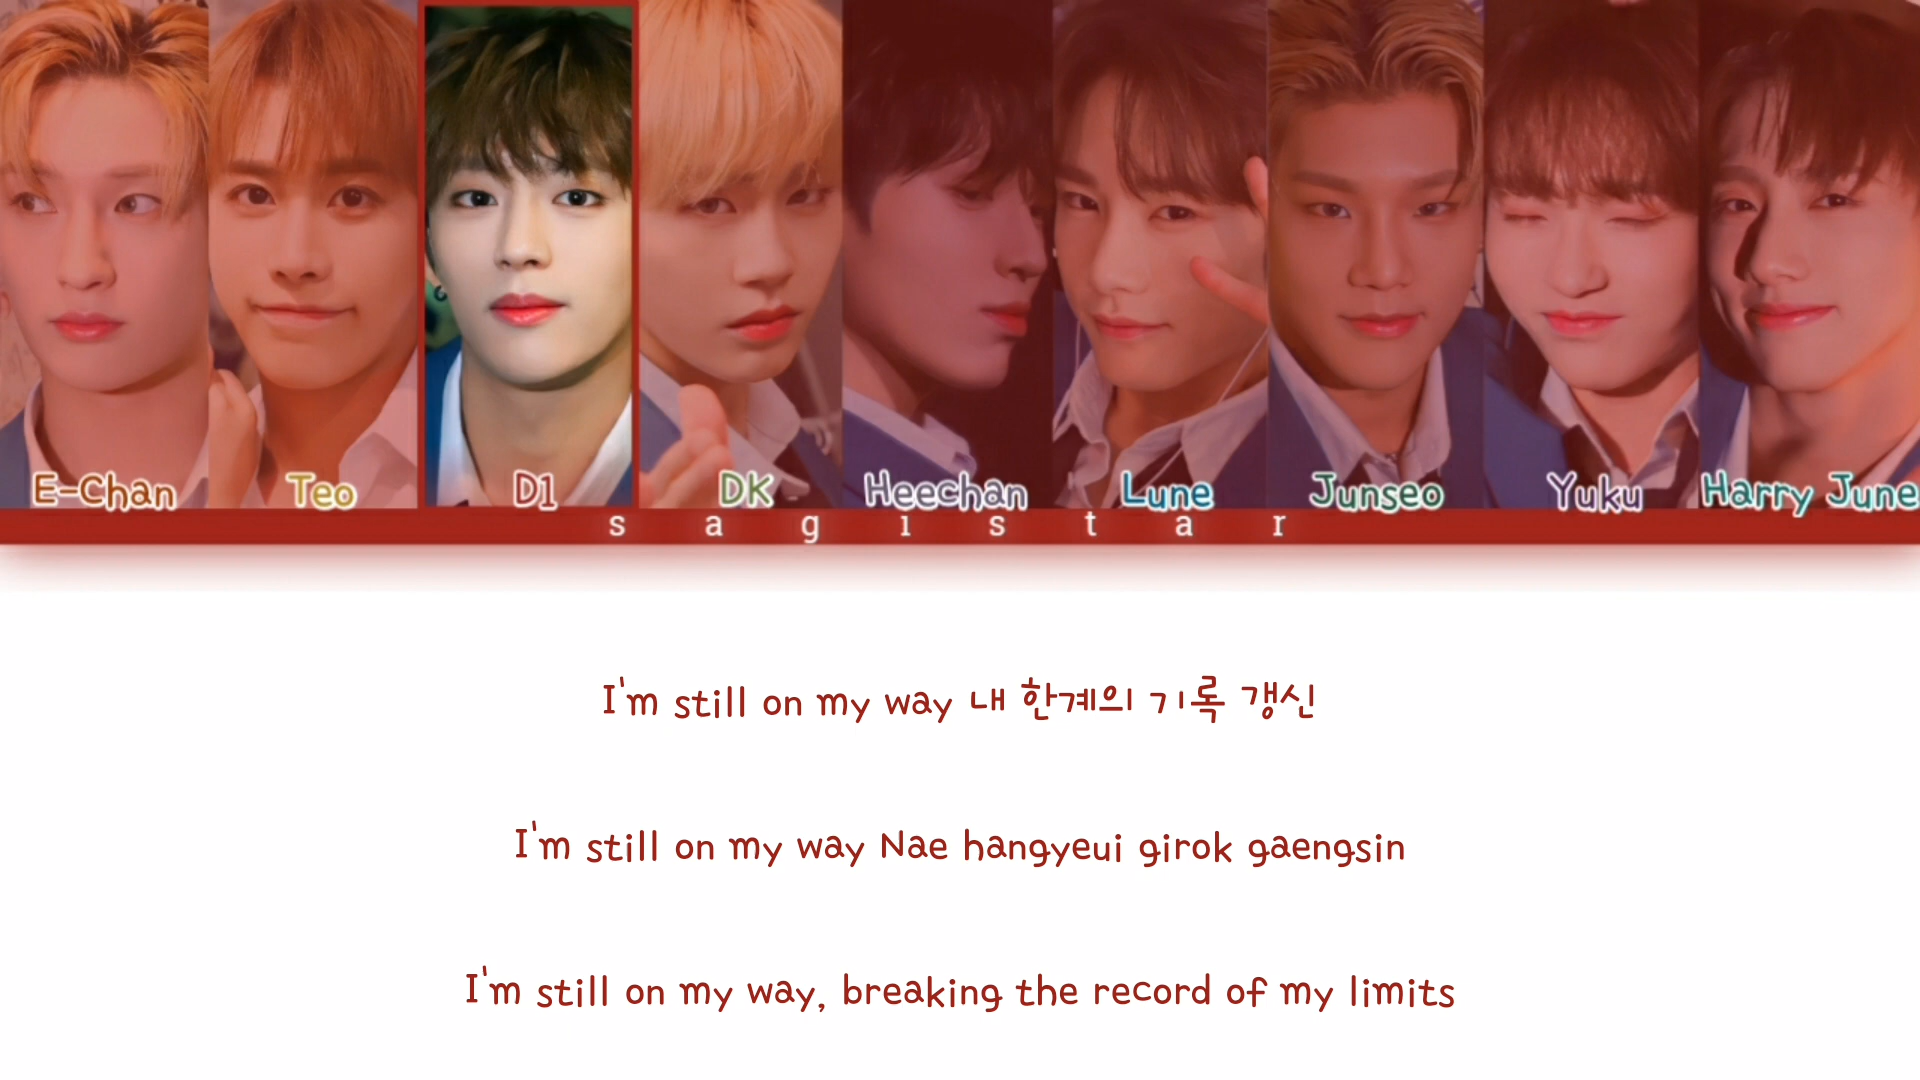 E-Chan Teo D1 DK Heechan Lune Junseo Yuku Harry June
sagistar
I'm still on my way 내 한계의 기록 갱신
I'm still on my way Nae hangyeui girok gaengsin
I'm still on my way, breaking the record of my limits